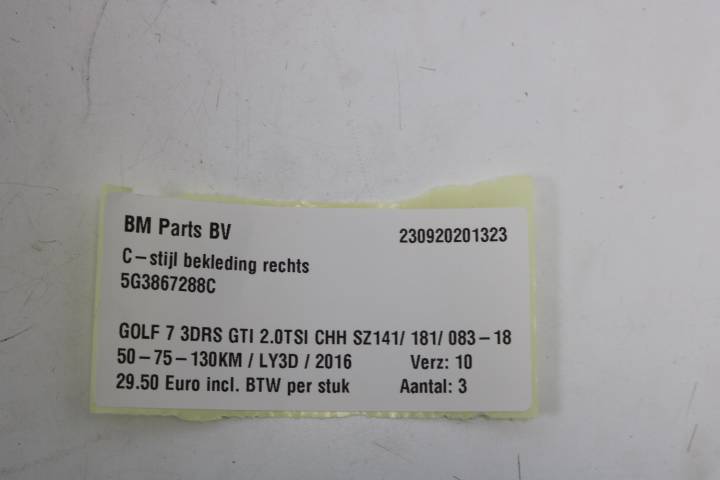 BM Parts BV 230920201323
C-stijl bekleding rechts
5G3867288C
GOLF 7 3DRS GTI 2.0TSI CHH SZ141/ 181/ 083-18
50-75-130KM / LY3D / 2016 Verz: 10
29.50 Euro incl. BTW per stuk Aantal: 3